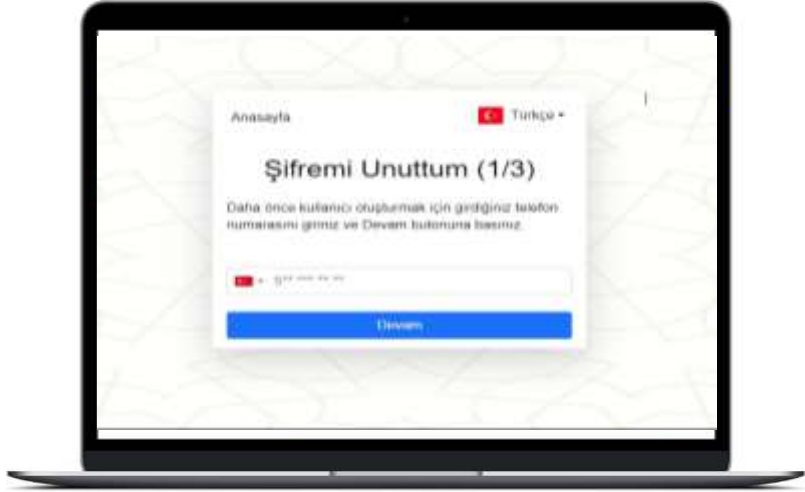 Anasayfa
Türkçe
Şifremi Unuttum (1/3)
Daha önce kullanıcı oluşturmak için girdiğiniz telefon
numarasını giriniz ve Devam butonuna basınız.
5** *** ** **
Devam